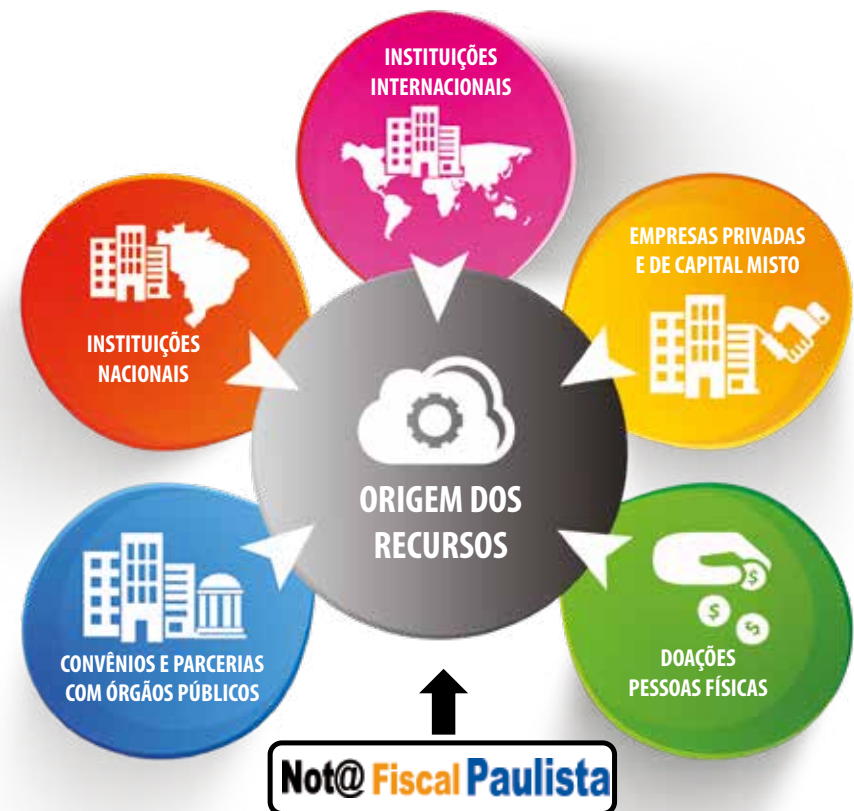 INSTITUIÇÕES
INTERNACIONAIS
EMPRESAS PRIVADAS
E DE CAPITAL MISTO
INSTITUIÇÕES
NACIONAIS
ORIGEM DOS
RECURSOS
CONVÊNIOS E PARCERIAS
COM ÓRGÃOS PÚBLICOS
DOAÇÕES
PESSOAS FÍSICAS
$
$
$
Not@ Fiscal Paulista